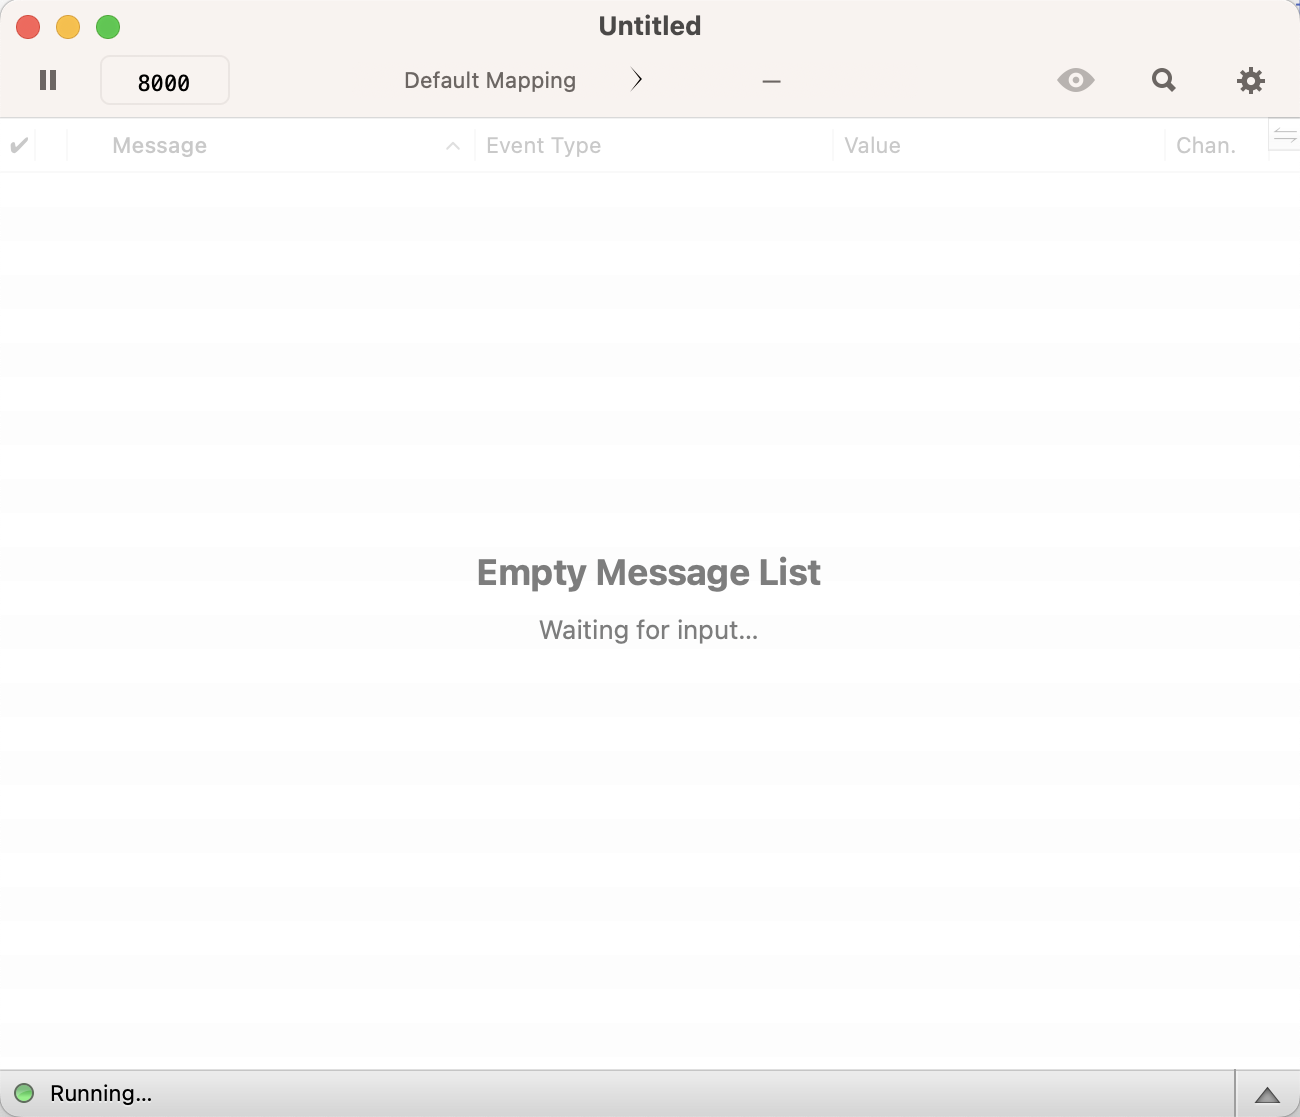 Untitled
8000 Default Mapping —
Message Event Type Value Chan.
Empty Message List
Waiting for input...
Running...